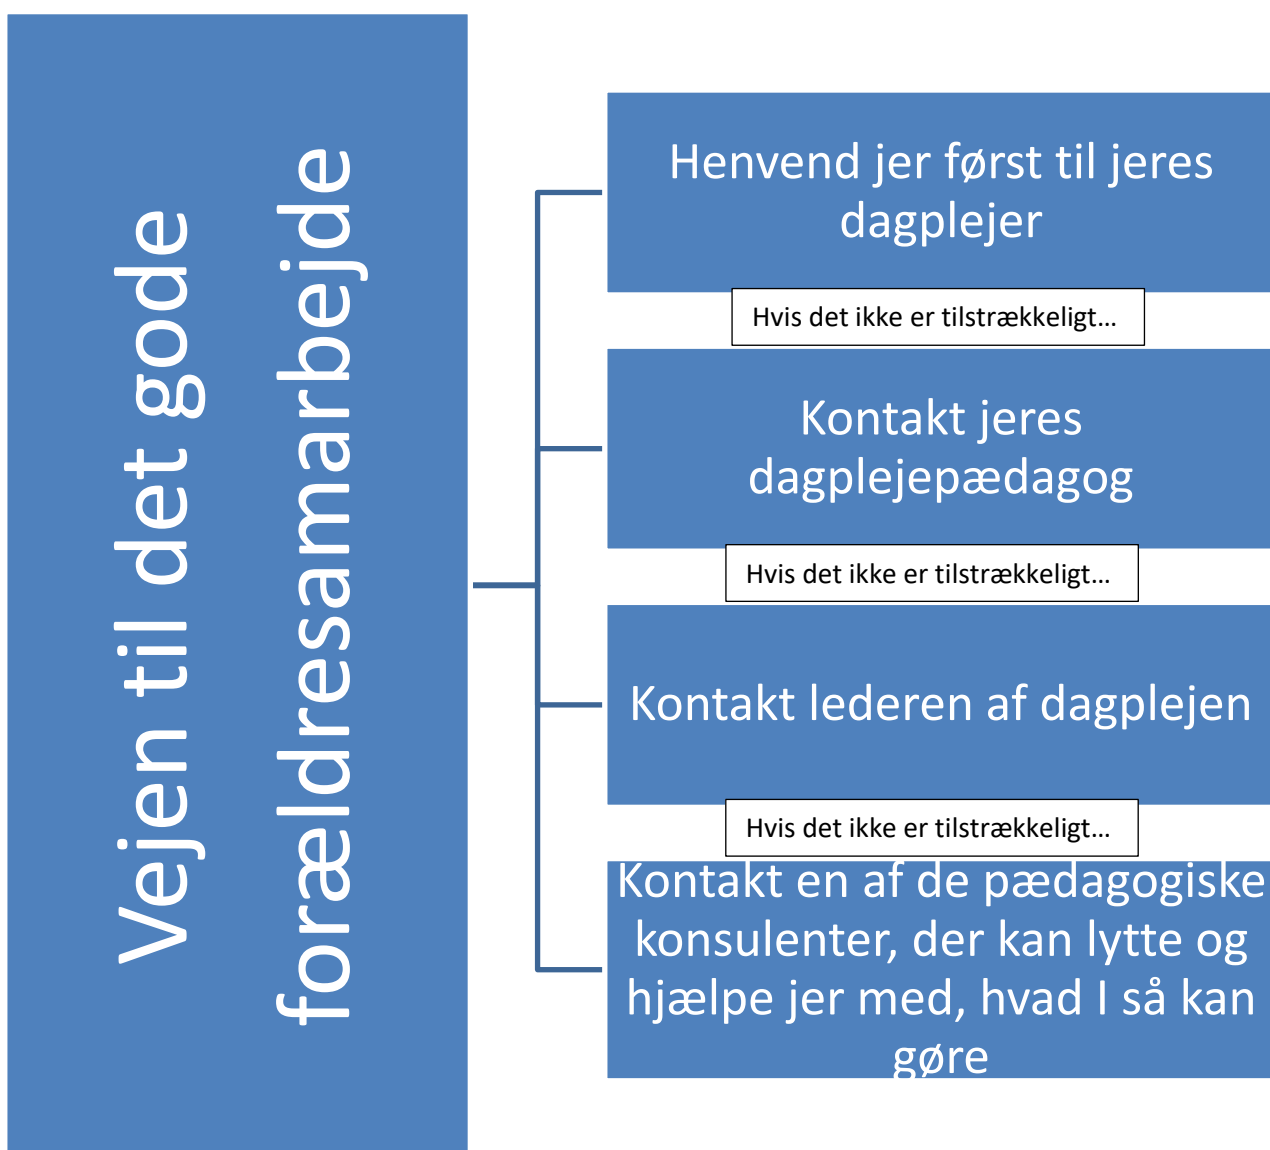 Vejen til det gode
forældresamarbejde
Henvend jer først til jeres
dagplejer
Hvis det ikke er tilstrækkeligt…
Kontakt jeres
dagplejepædagog
Hvis det ikke er tilstrækkeligt…
Kontakt lederen af dagplejen
Hvis det ikke er tilstrækkeligt…
Kontakt en af de pædagogiske
konsulenter, der kan lytte og
hjælpe jer med, hvad I så kan
gøre